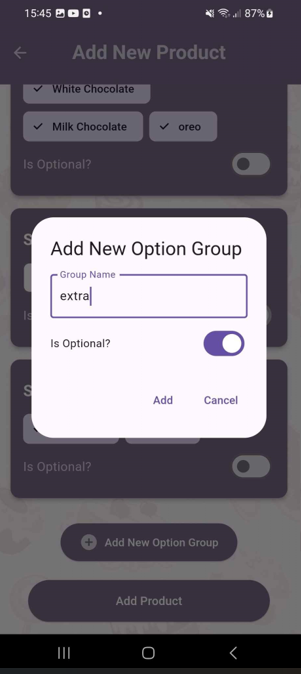 15:45
87%
Add New Product
White Chocolate
Milk Chocolate
oreo
Is Optional?
Add New Option Group
Group Name
extra
Is Optional?
Add
Cancel
Is Optional?
Add New Option Group
Add Product